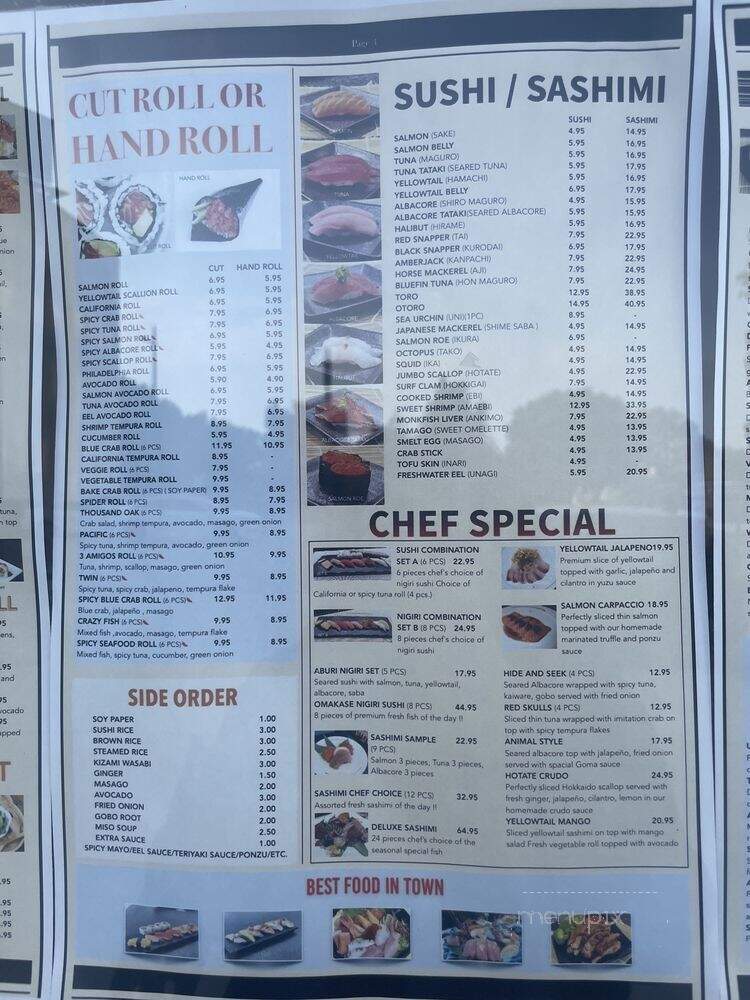 Page 4
CUT ROLL OR
HAND ROLL
HAND ROLL
ROLL
CUT HAND ROLL
SALMON ROLL 6.95 5.95
YELLOWTAIL SCALLION ROLL 6.95 5.95
CALIFORNIA ROLL 6.95 5.95
SPICY CRAB ROLL 7.95 6.95
SPICY TUNA ROLL 7.95 6.95
SPICY SALMON ROLL 6.95 5.95
SPICY ALBACORE ROLL 5.95 4.95
SPICY SCALLOP ROLL 7.95 6.95
PHILADELPHIA ROLL 6.95 5.95
AVOCADO ROLL 5.90 4.90
SALMON AVOCADO ROLL 6.95 5.95
TUNA AVOCADO ROLL 7.95 6.95
EEL AVOCADO ROLL 7.95 6.95
SHRIMP TEMPURA ROLL 8.95 7.95
CUCUMBER ROLL 5.95 4.95
BLUE CRAB ROLL (6 PCS) 11.95 10.95
CALIFORNIA TEMPURA ROLL 8.95 -
VEGGIE ROLL (6 PCS) 7.95 -
VEGETABLE TEMPURA ROLL 9.95 -
BAKE CRAB ROLL (6 PCS) ( SOY PAPER) 9.95 8.95
SPIDER ROLL (6 PCS) 8.95 7.95
THOUSAND OAK (6 PCS) 9.95 8.95
Crab salad, shrimp tempura, avocado, masago, green onion
PACIFIC (6 PCS) 9.95 8.95
Spicy tuna, shrimp tempura, avocado, green onion
3 AMIGOS ROLL (6 PCS) 10.95 9.95
Tuna, shrimp, scallop, masago, green onion
TWIN (6 PCS) 9.95 8.95
Spicy tuna, spicy crab, jalapeno, tempura flake
SPICY BLUE CRAB ROLL (6 PCS) 12.95 11.95
Blue crab, jalapeño , masago
CRAZY FISH (6 PCS) 9.95 8.95
Mixed fish ,avocado, masago, tempura flake
SPICY SEAFOOD ROLL (6 PCS) 9.95 8.95
Mixed fish, spicy tuna, cucumber, green onion
SIDE ORDER
SOY PAPER 1.00
SUSHI RICE 3.00
BROWN RICE 3.00
STEAMED RICE 2.50
KIZAMI WASABI 3.00
GINGER 1.50
MASAGO 2.00
AVOCADO 3.00
FRIED ONION 2.00
GOBO ROOT 2.00
MISO SOUP 2.50
EXTRA SAUCE 1.00
SPICY MAYO/EEL SAUCE/TERIYAKI SAUCE/PONZU/ETC.
SALMON
TUNA
YELLOWTAIL
ALBACORE
HALIBUT
SALMON ROE
SUSHI / SASHIMI
SUSHI SASHIMI
SALMON (SAKE) 4.95 14.95
SALMON BELLY 5.95 16.95
TUNA (MAGURO) 5.95 16.95
TUNA TATAKI (SEARED TUNA) 5.95 17.95
YELLOWTAIL (HAMACHI) 5.95 16.95
YELLOWTAIL BELLY 6.95 17.95
ALBACORE (SHIRO MAGURO) 4.95 15.95
ALBACORE TATAKI(SEARED ALBACORE) 5.95 15.95
HALIBUT (HIRAME) 5.95 16.95
RED SNAPPER (TAI) 7.95 22.95
BLACK SNAPPER (KURODAI) 6.95 17.95
AMBERJACK (KANPACHI) 7.95 22.95
HORSE MACKEREL (AJI) 7.95 24.95
BLUEFIN TUNA (HON MAGURO) 7.95 22.95
TORO 12.95 38.95
OTORO 14.95 40.95
SEA URCHIN (UNI)(1PC) 8.95 -
JAPANESE MACKEREL (SHIME SABA ) 4.95 14.95
SALMON ROE (IKURA) 6.95 -
OCTOPUS (TAKO) 4.95 14.95
SQUID (IKA) 4.95 14.95
JUMBO SCALLOP (HOTATE) 4.95 22.95
SURF CLAM (HOKKIGAI) 7.95 14.95
COOKED SHRIMP (EBI) 4.95 14.95
SWEET SHRIMP (AMAEBI) 12.95 33.95
MONKFISH LIVER (ANKIMO) 7.95 22.95
TAMAGO (SWEET OMELETTE) 4.95 13.95
SMELT EGG (MASAGO) 4.95 13.95
CRAB STICK 4.95 13.95
TOFU SKIN (INARI) 4.95 -
FRESHWATER EEL (UNAGI) 5.95 20.95
CHEF SPECIAL
SUSHI COMBINATION
SET A (6 PCS) 22.95
6 pieces chef's choice of
nigiri sushi Choice of
California or spicy tuna roll (4 pcs.)
NIGIRI COMBINATION
SET B (8 PCS) 24.95
8 pieces chef's choice of
nigiri sushi
ABURI NIGIRI SET (5 PCS) 17.95
Seared sushi with salmon, tuna, yellowtail,
albacore, saba
OMAKASE NIGIRI SUSHI (8 PCS) 44.95
8 pieces of premium fresh fish of the day !!
SASHIMI SAMPLE 22.95
(9 PCS)
Salmon 3 pieces, Tuna 3 pieces,
Albacore 3 pieces
SASHIMI CHEF CHOICE (12 PCS) 32.95
Assorted fresh sashimi of the day !!
DELUXE SASHIMI 64.95
24 pieces chef's choice of the
seasonal special fish
YELLOWTAIL JALAPENO19.95
Premium slice of yellowtail
topped with garlic, jalapeño and
cilantro in yuzu sauce
SALMON CARPACCIO 18.95
Perfectly sliced thin salmon
topped with our homemade
marinated truffle and ponzu
sauce
HIDE AND SEEK (4 PCS) 12.95
Seared Albacore wrapped with spicy tuna,
kaiware, gobo served with fried onion
RED SKULLS (4 PCS) 12.95
Sliced thin tuna wrapped with imitation crab on
top with spicy tempura flakes
ANIMAL STYLE 17.95
Seared albacore top with jalapeño, fried onion
served with spacial Goma sauce
HOTATE CRUDO 24.95
Perfectly sliced Hokkaido scallop served with
fresh ginger, jalapeño, cilantro, lemon in our
homemade crudo sauce
YELLOWTAIL MANGO 20.95
Sliced yellowtail sashimi on top with mango
salad Fresh vegetable roll topped with avocado
BEST FOOD IN TOWN
menupix